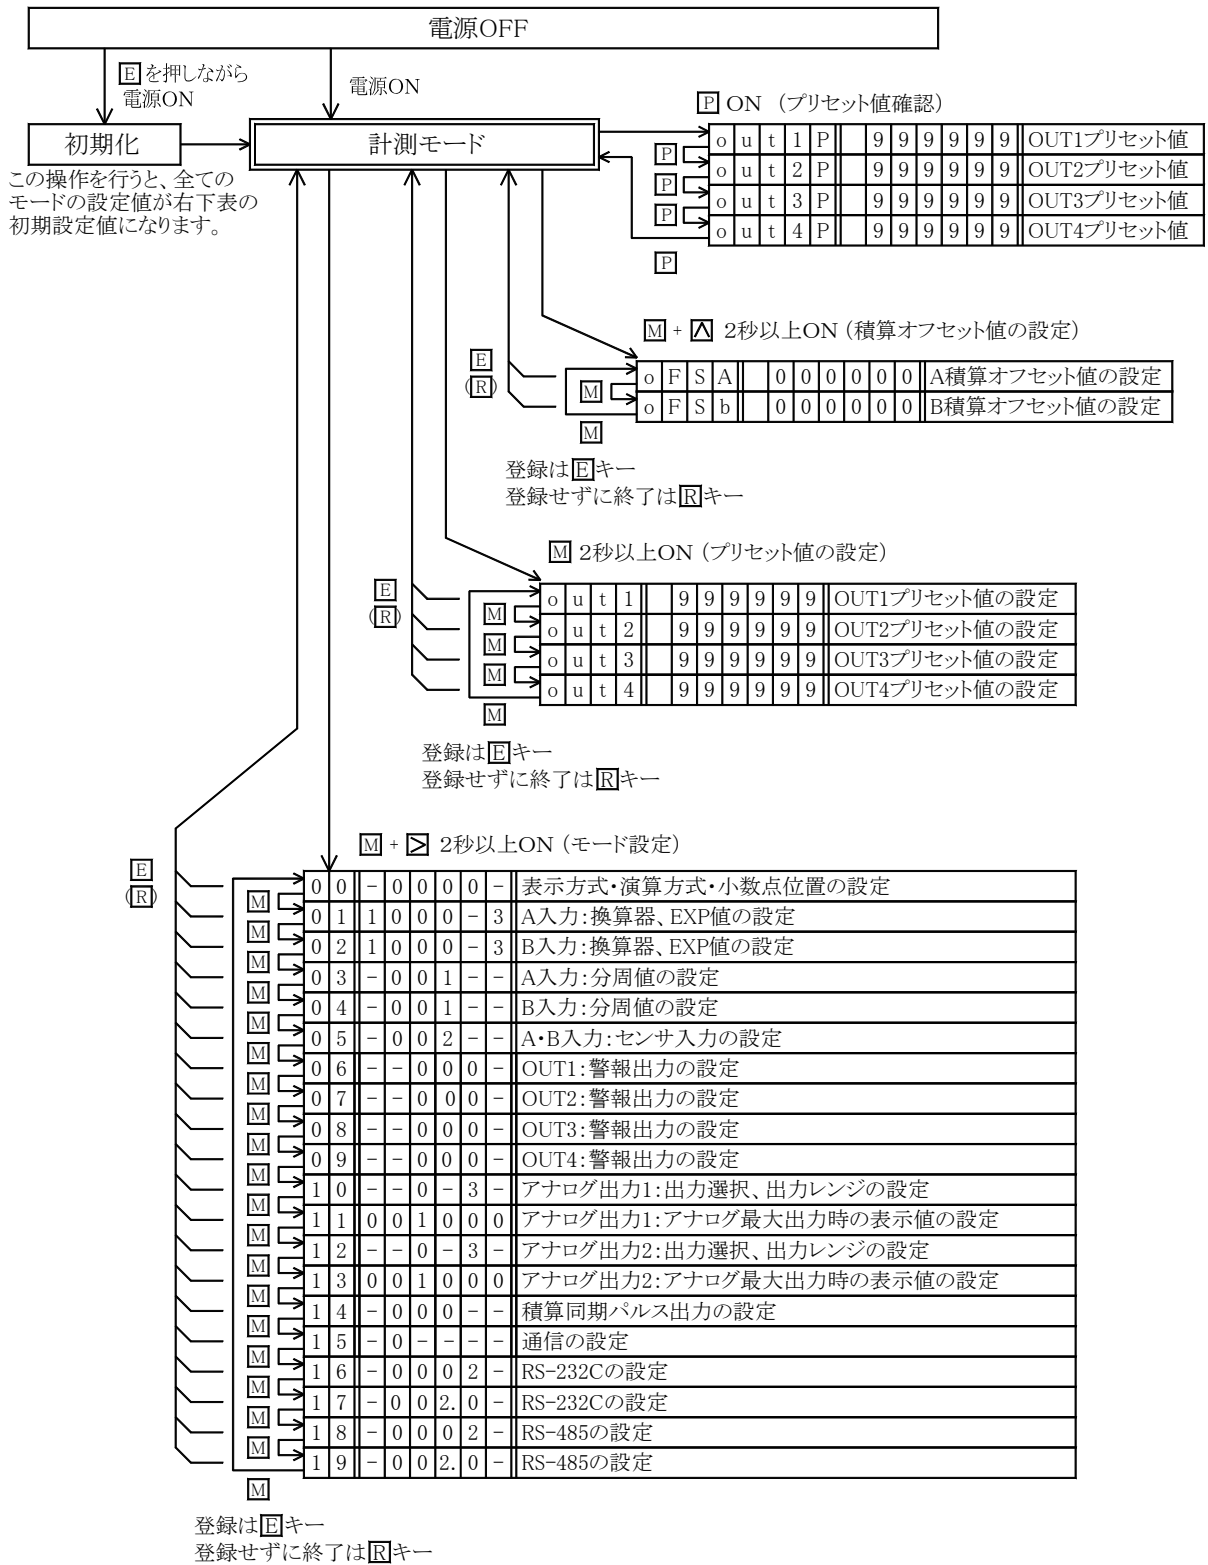 電源OFF
Eを押しながら
電源ON
電源ON
P ON (プリセット値確認)
初期化
計測モード
この操作を行うと、全ての
モードの設定値が右下表の
初期設定値になります。
o u t 1 P 9 9 9 9 9 9 OUT1プリセット値
P
o u t 2 P 9 9 9 9 9 9 OUT2プリセット値
P
o u t 3 P 9 9 9 9 9 9 OUT3プリセット値
P
o u t 4 P 9 9 9 9 9 9 OUT4プリセット値
P
M + ∧ 2秒以上ON (積算オフセット値の設定)
E
(R)
o F S A 0 0 0 0 0 0 A積算オフセット値の設定
M
o F S b 0 0 0 0 0 0 B積算オフセット値の設定
M
登録はEキー
登録せずに終了はRキー
M 2秒以上ON (プリセット値の設定)
E
(R)
o u t 1 9 9 9 9 9 9 OUT1プリセット値の設定
M
o u t 2 9 9 9 9 9 9 OUT2プリセット値の設定
M
o u t 3 9 9 9 9 9 9 OUT3プリセット値の設定
M
o u t 4 9 9 9 9 9 9 OUT4プリセット値の設定
M
登録はEキー
登録せずに終了はRキー
M + > 2秒以上ON (モード設定)
E
(R)
0 0 - 0 0 0 0 - 表示方式・演算方式・小数点位置の設定
M
0 1 1 0 0 0 - 3 A入力:換算器、EXP値の設定
M
0 2 1 0 0 0 - 3 B入力:換算器、EXP値の設定
M
0 3 - 0 0 1 - - A入力:分周値の設定
M
0 4 - 0 0 1 - - B入力:分周値の設定
M
0 5 - 0 0 2 - - A・B入力:センサ入力の設定
M
0 6 - - 0 0 0 - OUT1:警報出力の設定
M
0 7 - - 0 0 0 - OUT2:警報出力の設定
M
0 8 - - 0 0 0 - OUT3:警報出力の設定
M
0 9 - - 0 0 0 - OUT4:警報出力の設定
M
1 0 - - 0 - 3 - アナログ出力1:出力選択、出力レンジの設定
M
1 1 0 0 1 0 0 0 アナログ出力1:アナログ最大出力時の表示値の設定
M
1 2 - - 0 - 3 - アナログ出力2:出力選択、出力レンジの設定
M
1 3 0 0 1 0 0 0 アナログ出力2:アナログ最大出力時の表示値の設定
M
1 4 - 0 0 0 - - 積算同期パルス出力の設定
M
1 5 - 0 - - - - 通信の設定
M
1 6 - 0 0 0 2 - RS-232Cの設定
M
1 7 - 0 0 2. 0 - RS-232Cの設定
M
1 8 - 0 0 0 2 - RS-485の設定
M
1 9 - 0 0 2. 0 - RS-485の設定
M
登録はEキー
登録せずに終了はRキー